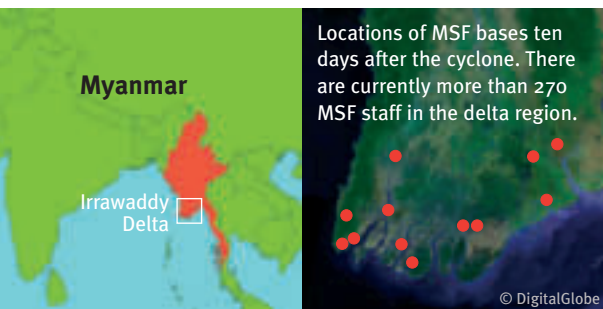 Myanmar
Irrawaddy
Delta
Locations of MSF bases ten
days after the cyclone. There
are currently more than 270
MSF staff in the delta region.
© DigitalGlobe